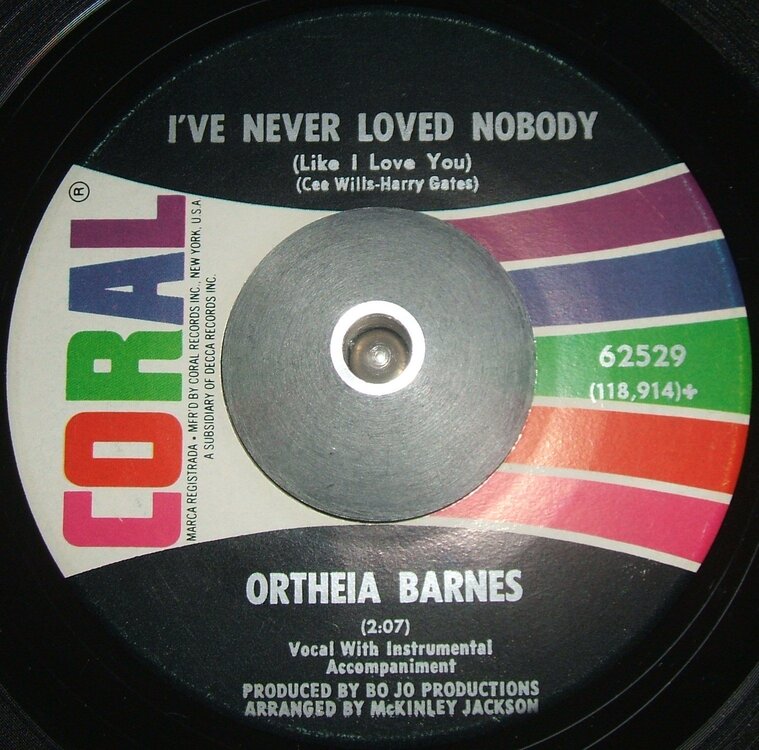 I'VE NEVER LOVED NOBODY
(Like I Love You)
(Cee Wills-Harry Gates)
CORAL ®
MARCA REGISTRADA • MFR'D BY CORAL RECORDS INC., NEW YORK, U.S.A
A SUBSIDIARY OF DECCA RECORDS INC.
62529
(118,914)+
ORTHEIA BARNES
(2:07)
Vocal With Instrumental
Accompaniment
PRODUCED BY BO JO PRODUCTIONS
ARRANGED BY McKINLEY JACKSON